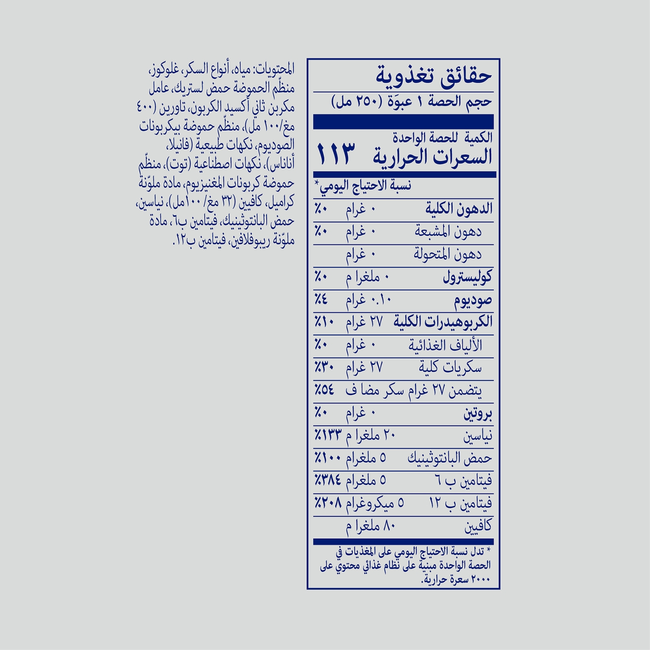 حقائق تغذوية
حجم الحصة ١ عبوَة (٢٥٠ مل)
الكمية للحصة الواحدة
السعرات الحرارية ١١٣
نسبة الاحتياج اليومي*
الدهون الكلية ٠ غرام ٠٪
دهون المشبعة ٠ غرام ٠٪
دهون المتحولة ٠ غرام
كوليسترول ٠ ملغرا م ٠٪
صوديوم ٠.١٠ غرام ٤٪
الكربوهيدرات الكلية ٢٧ غرام ١٠٪
الألياف الغذائية ٠ غرام ٠٪
سكريات كلية ٢٧ غرام ٣٠٪
يتضمن ٢٧ غرام سكر مضا ف ٥٤٪
بروتين ٠ غرام ٠٪
نياسين ٢٠ ملغرا م ١٣٣٪
حمض البانتوثينيك ٥ ملغرام ١٠٠٪
فيتامين ب ٦ ٥ ملغرام ٣٨٤٪
فيتامين ب ١٢ ٥ ميكروغرام ٢٠٨٪
كافيين ٨٠ ملغرا م
* تدل نسبة الاحتياج اليومي على المغذيات في
الحصة الواحدة مبنية على نظام غذائي محتوي على
٢٠٠٠ سعرة حرارية.
المحتويات: مياه، أنواع السكر، غلوكوز،
منظّم الحموضة حمض لستريك، عامل
مكربن ثاني أكسيد الكربون، تاورين (٤٠٠
مغ/١٠٠ مل)، منظّم حموضة بيكربونات
الصوديوم، نكهات طبيعية (فانيلا،
أناناس)، نكهات اصطناعية (توت)، منظّم
حموضة كربونات المغنيزيوم، مادة ملوّنة
كراميل، كافيين (٣٢ مغ/ ١٠٠مل)، نياسين،
حمض البانتوثينيك، فيتامين ب٦، مادة
ملوّنة ريبوفلافين، فيتامين ب١٢.